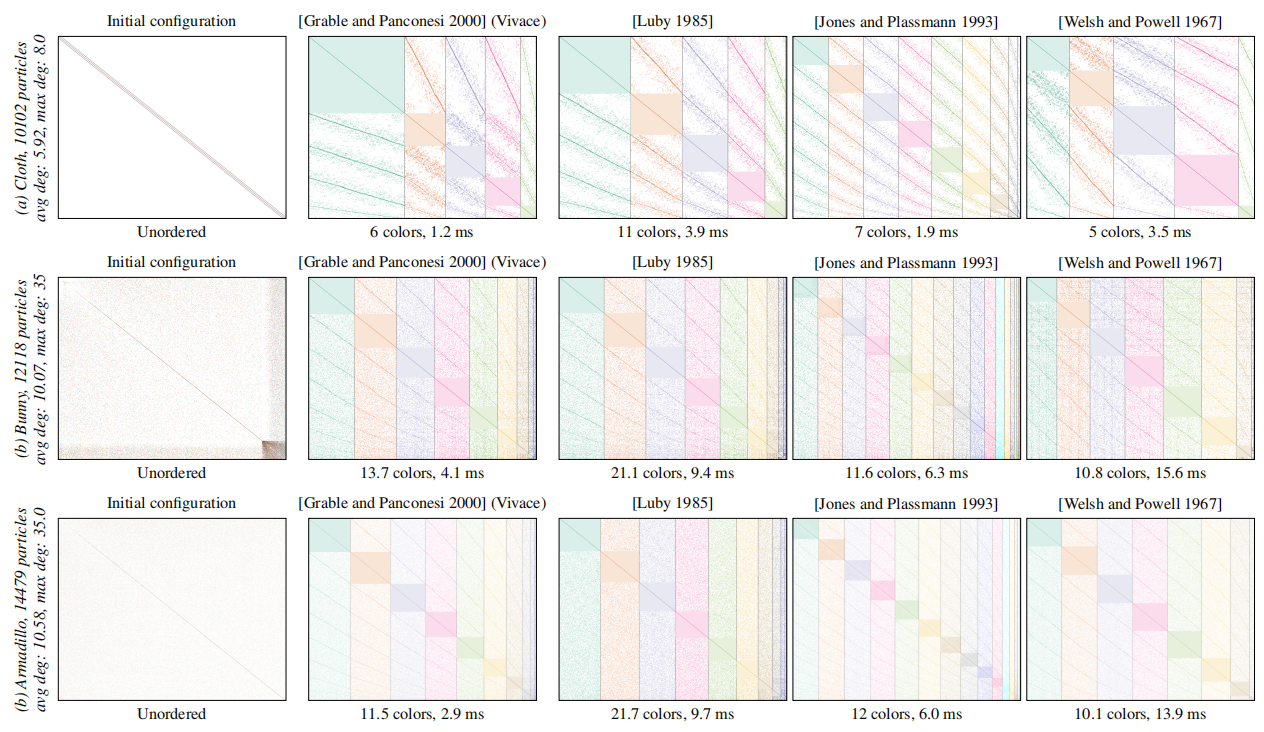 Initial configuration
[Grable and Panconesi 2000] (Vivace)
[Luby 1985]
[Jones and Plassmann 1993]
[Welsh and Powell 1967]
(a) Cloth, 10102 particles
avg deg: 5.92, max deg: 8.0
Unordered
6 colors, 1.2 ms
11 colors, 3.9 ms
7 colors, 1.9 ms
5 colors, 3.5 ms
Initial configuration
[Grable and Panconesi 2000] (Vivace)
[Luby 1985]
[Jones and Plassmann 1993]
[Welsh and Powell 1967]
(b) Bunny, 12118 particles
avg deg: 10.07, max deg: 35
Unordered
13.7 colors, 4.1 ms
21.1 colors, 9.4 ms
11.6 colors, 6.3 ms
10.8 colors, 15.6 ms
Initial configuration
[Grable and Panconesi 2000] (Vivace)
[Luby 1985]
[Jones and Plassmann 1993]
[Welsh and Powell 1967]
(b) Armadillo, 14479 particles
avg deg: 10.58, max deg: 35.0
Unordered
11.5 colors, 2.9 ms
21.7 colors, 9.7 ms
12 colors, 6.0 ms
10.1 colors, 13.9 ms